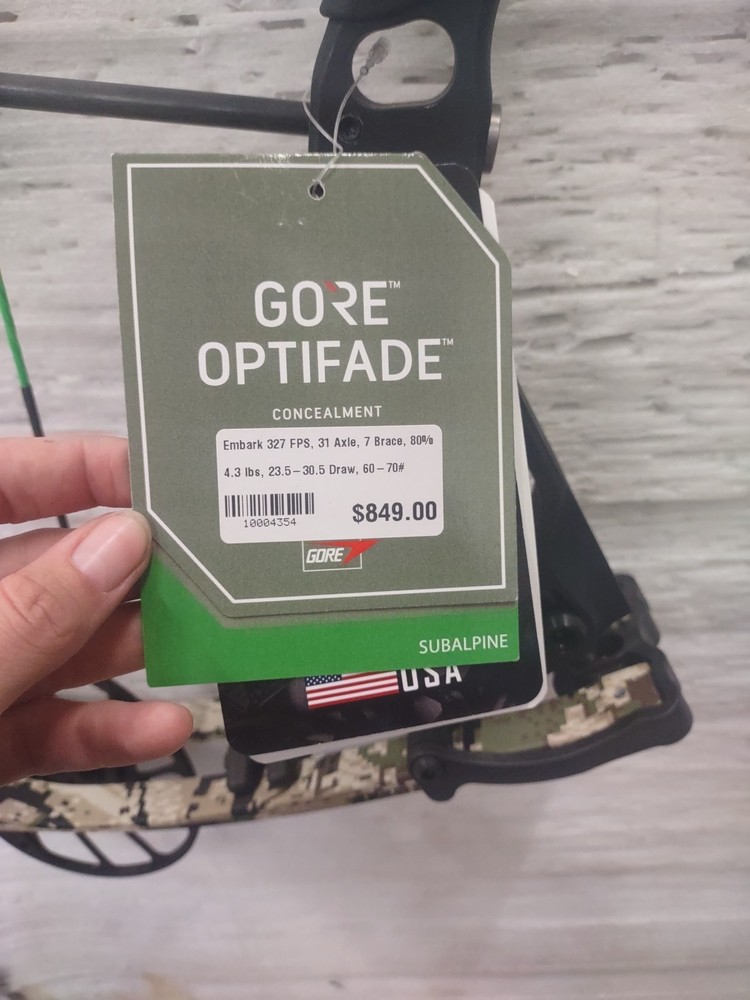 GORE™
OPTIFADE™
CONCEALMENT
Embark 327 FPS, 31 Axle, 7 Brace, 80%
4.3 lbs, 23.5-30.5 Draw, 60-70#
10004354
$849.00
GORE
SUBALPINE
USA